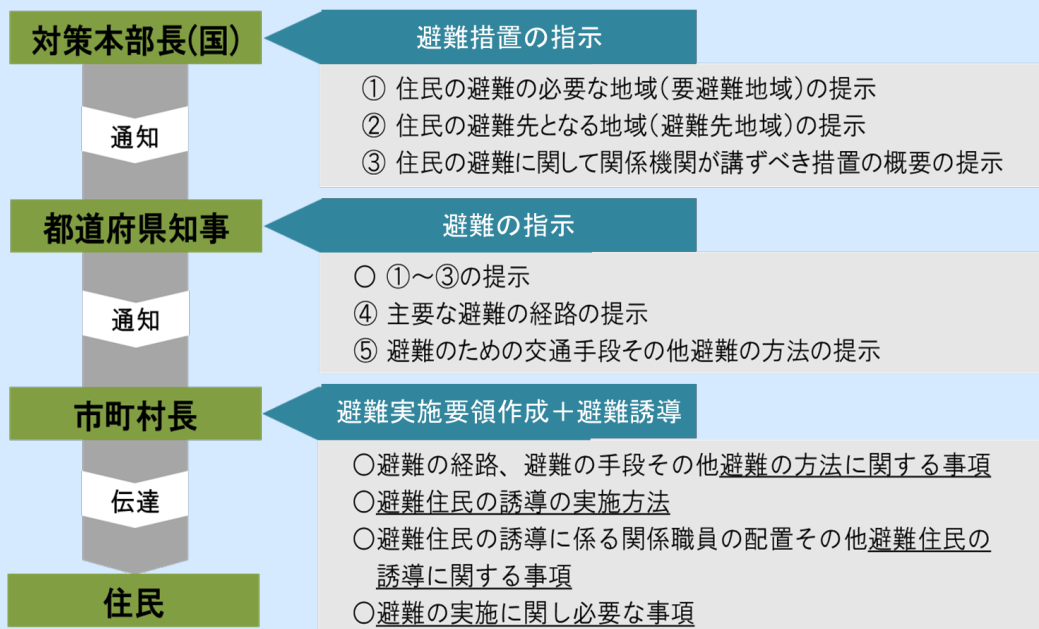 対策本部長(国)
避難措置の指示
① 住民の避難の必要な地域(要避難地域)の提示
② 住民の避難先となる地域(避難先地域)の提示
③ 住民の避難に関して関係機関が講ずべき措置の概要の提示
通知
都道府県知事
避難の指示
〇 ①～③の提示
④ 主要な避難の経路の提示
⑤ 避難のための交通手段その他避難の方法の提示
通知
市町村長
避難実施要領作成＋避難誘導
〇避難の経路、避難の手段その他避難の方法に関する事項
〇避難住民の誘導の実施方法
〇避難住民の誘導に係る関係職員の配置その他避難住民の
誘導に関する事項
〇避難の実施に関し必要な事項
伝達
住民